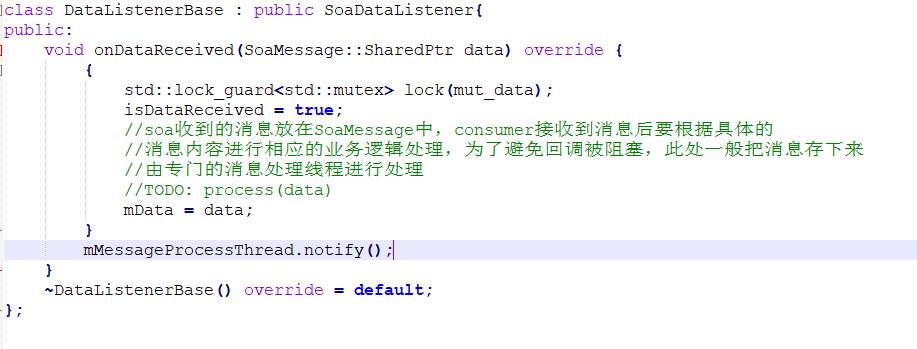 class DataListenerBase : public SoaDataListener{
public:
    void onDataReceived(SoaMessage::SharedPtr data) override {
        {
            std::lock_guard<std::mutex> lock(mut_data);
            isDataReceived = true;
            //soa收到的消息放在SoaMessage中，consumer接收到消息后要根据具体的
            //消息内容进行相应的业务逻辑处理，为了避免回调被阻塞，此处一般把消息存下来
            //由专门的消息处理线程进行处理
            //TODO: process(data)
            mData = data;
        }
        mMessageProcessThread.notify();
    }
    ~DataListenerBase() override = default;
};